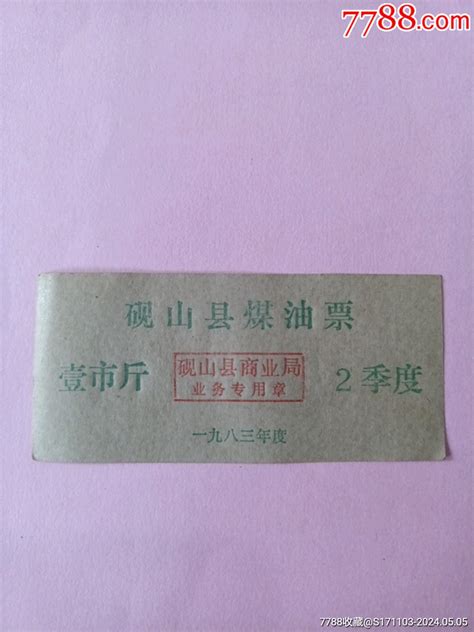 7788.com
砚山县煤油票
壹市斤 砚山县商业局 2季度
业务专用章
一九八三年度
7788收藏@S171103-2024.05.05